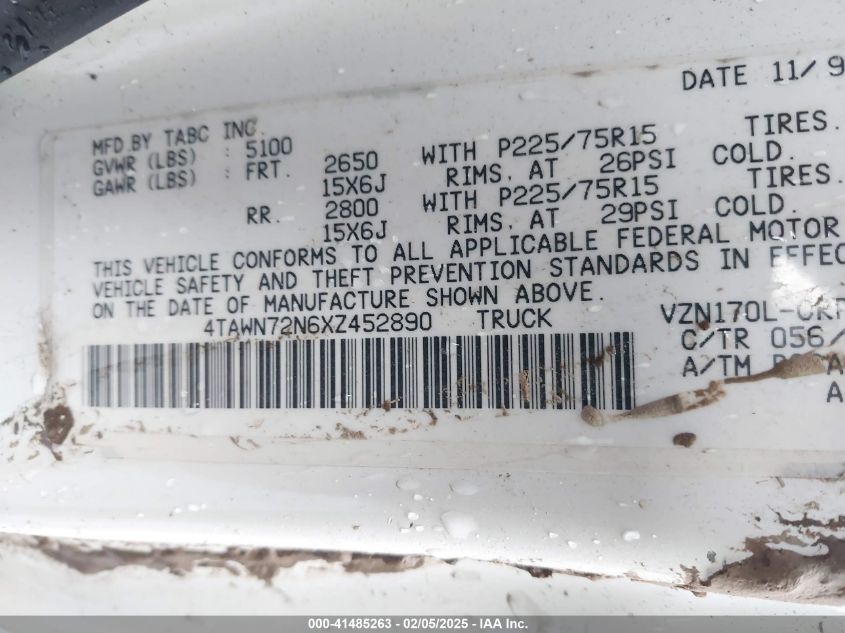 DATE 11/9
MFD BY TABC INC.
GVWR (LBS) : 5100
GAWR (LBS) : FRT. 2650 WITH P225/75R15 TIRES.
15X6J RIMS, AT 26PSI COLD.
RR. 2800 WITH P225/75R15 TIRES.
15X6J RIMS, AT 29PSI COLD
THIS VEHICLE CONFORMS TO ALL APPLICABLE FEDERAL MOTOR
VEHICLE SAFETY AND THEFT PREVENTION STANDARDS IN EFFEC
ON THE DATE OF MANUFACTURE SHOWN ABOVE.
4TAWN72N6XZ452890 TRUCK VZN170L-CRP
C/TR 056/
A/TM
A
000-41485263 - 02/05/2025 - IAA Inc.